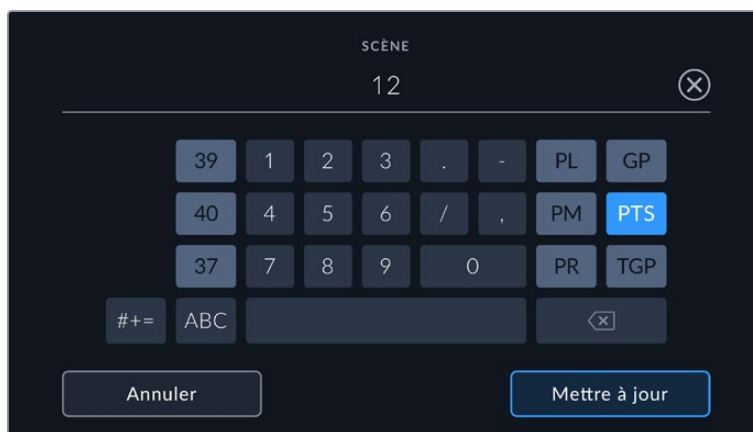 SCÈNE
12
39 1 2 3 . - PL GP
40 4 5 6 / , PM PTS
37 7 8 9 0 PR TGP
#+= ABC
Annuler Mettre à jour